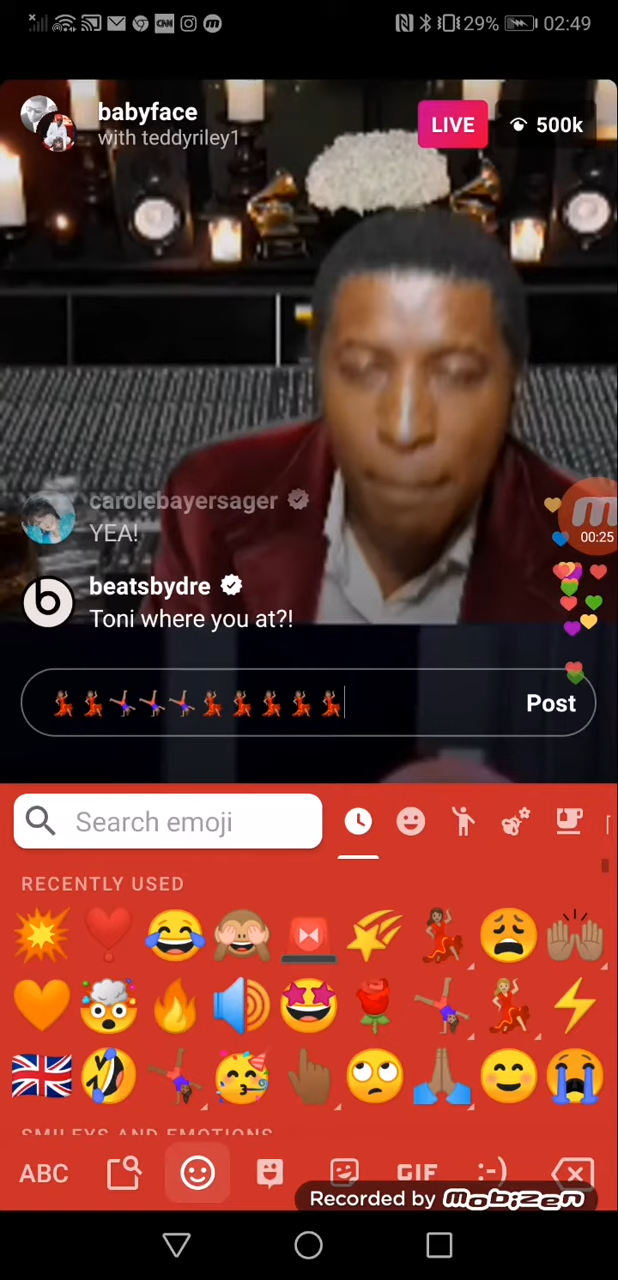 CNN
29%
02:49
babyface
with teddyriley1
LIVE
500k
carolebayersager
YEA!
00:25
beatsbydre
Toni where you at?!
Post
Search emoji
RECENTLY USED
SMILEYS AND EMOTIONS
ABC
GIF
:-)
Recorded by mobizen